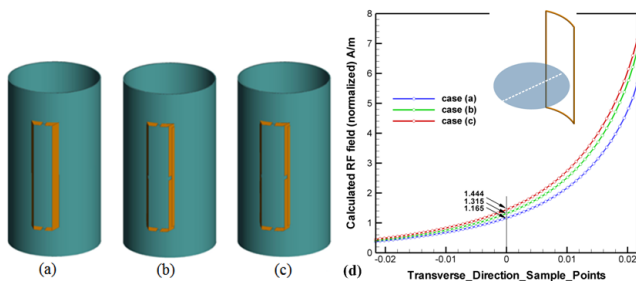 (a)
(b)
(c)
(d)
Calculated RF field (normalized) A/m
8
7
6
5
4
3
2
1
0
case (a)
case (b)
case (c)
1.444
1.315
1.165
-0.02
-0.01
0
0.01
0.02
Transverse_Direction_Sample_Points